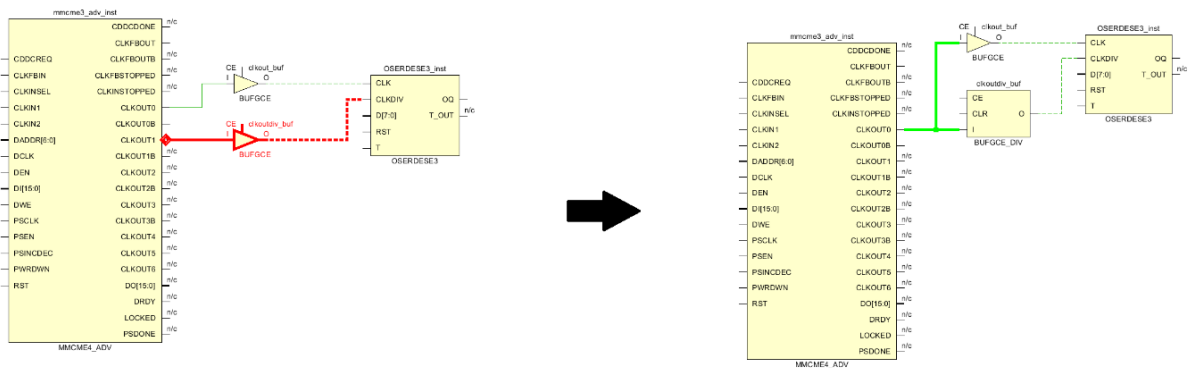 mmcme3_adv_inst
CDDCDONE n/c
CLKFBOUT
CDDCREQ CLKFBOUTB n/c
CLKFBIN CLKFBSTOPPED n/c
CLKINSEL CLKINSTOPPED n/c
CLKIN1 CLKOUT0
CLKIN2 CLKOUT0B n/c
DADDR[6:0] CLKOUT1
DCLK CLKOUT1B n/c
DEN CLKOUT2 n/c
DI[15:0] CLKOUT2B n/c
DWE CLKOUT3 n/c
PSCLK CLKOUT3B n/c
PSEN CLKOUT4 n/c
PSINCDEC CLKOUT5 n/c
PWRDWN CLKOUT6 n/c
RST DO[15:0] n/c
DRDY n/c
LOCKED n/c
PSDONE n/c
MMCME4_ADV
CE clkout_buf
I O
BUFGCE
CE clkoutdiv_buf
I O
BUFGCE
OSERDESE3_inst
CLK
CLKDIV OQ
D[7:0] T_OUT n/c
RST
T
OSERDESE3
mmcme3_adv_inst
CDDCDONE n/c
CLKFBOUT
CDDCREQ CLKFBOUTB n/c
CLKFBIN CLKFBSTOPPED n/c
CLKINSEL CLKINSTOPPED n/c
CLKIN1 CLKOUT0
CLKIN2 CLKOUT0B n/c
DADDR[6:0] CLKOUT1 n/c
DCLK CLKOUT1B n/c
DEN CLKOUT2 n/c
DI[15:0] CLKOUT2B n/c
DWE CLKOUT3 n/c
PSCLK CLKOUT3B n/c
PSEN CLKOUT4 n/c
PSINCDEC CLKOUT5 n/c
PWRDWN CLKOUT6 n/c
RST DO[15:0] n/c
DRDY n/c
LOCKED n/c
PSDONE n/c
MMCME4_ADV
CE clkout_buf
I O
BUFGCE
clkoutdiv_buf
CE
CLR O
I
BUFGCE_DIV
OSERDESE3_inst
CLK
CLKDIV OQ
D[7:0] T_OUT n/c
RST
T
OSERDESE3